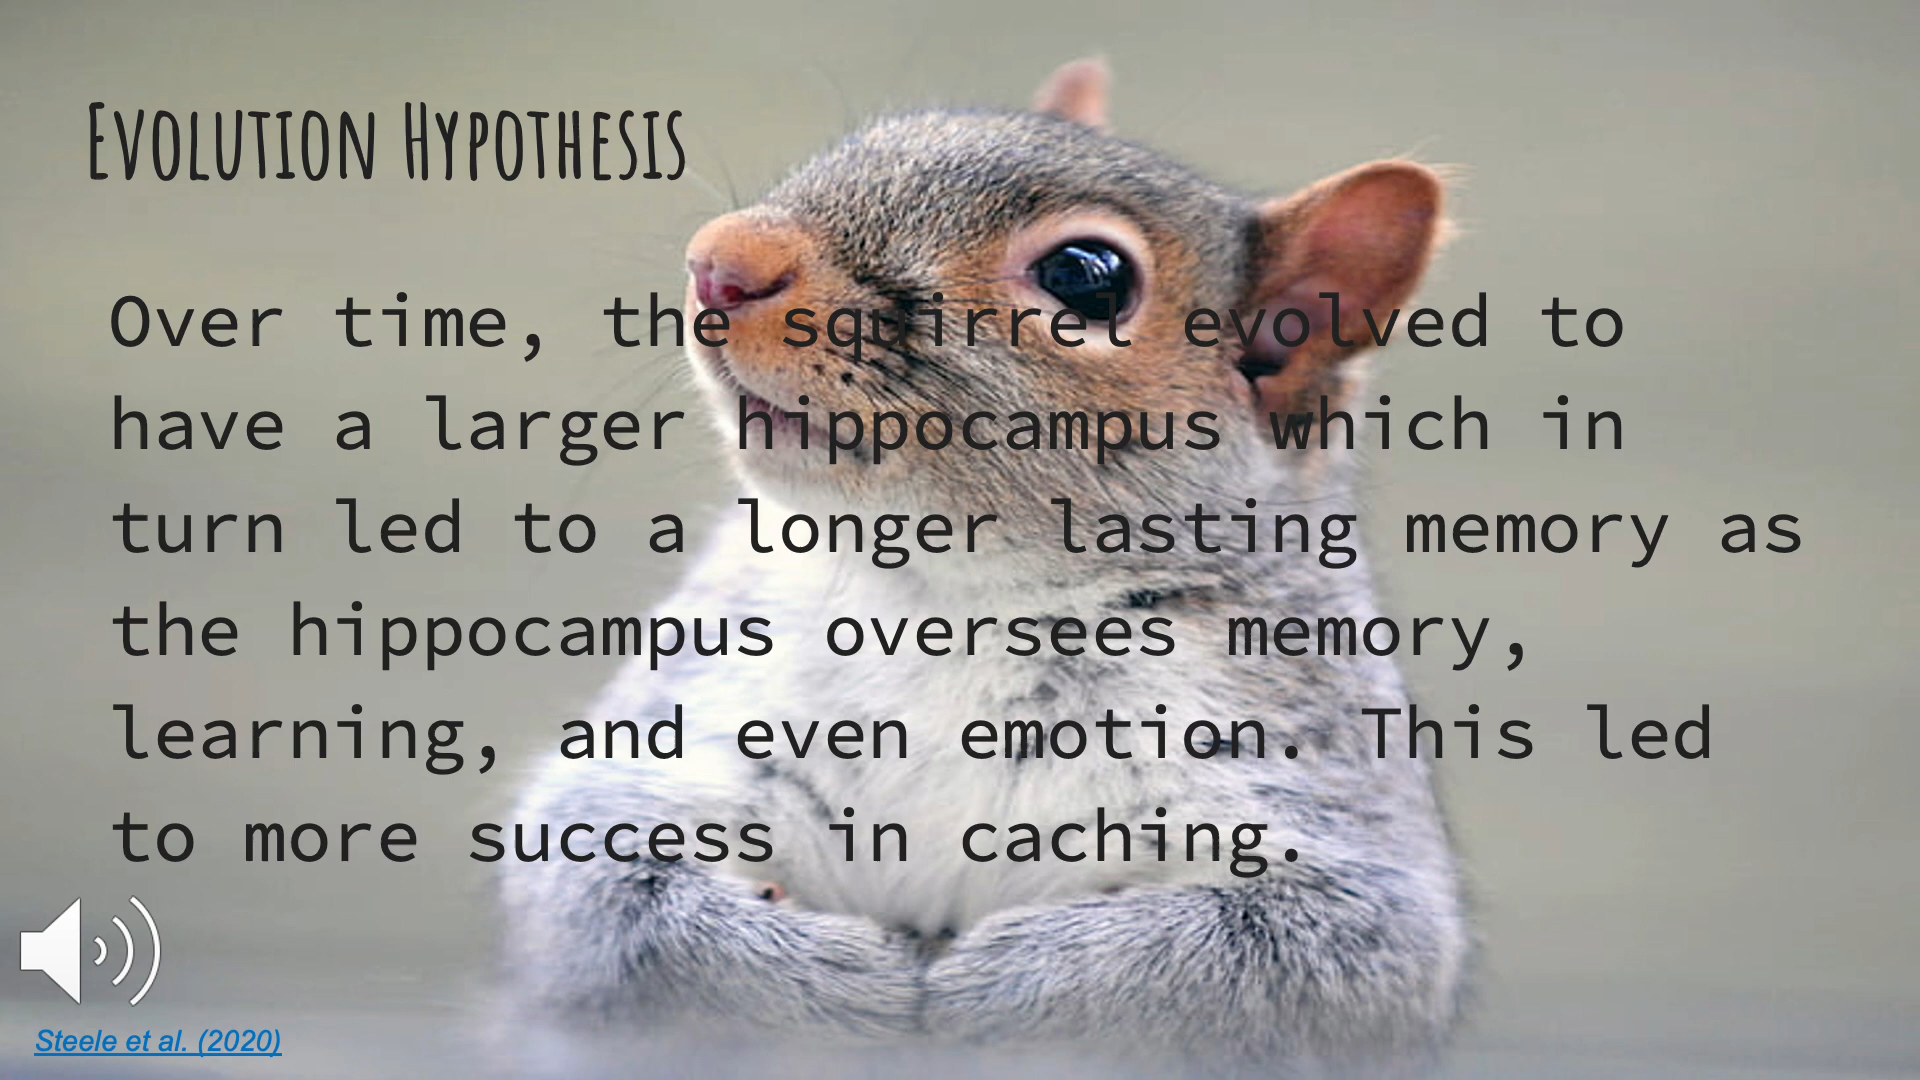 Evolution Hypothesis
Over time, the squirrel evolved to
have a larger hippocampus which in
turn led to a longer lasting memory as
the hippocampus oversees memory,
learning, and even emotion. This led
to more success in caching.
Steele et al. (2020)